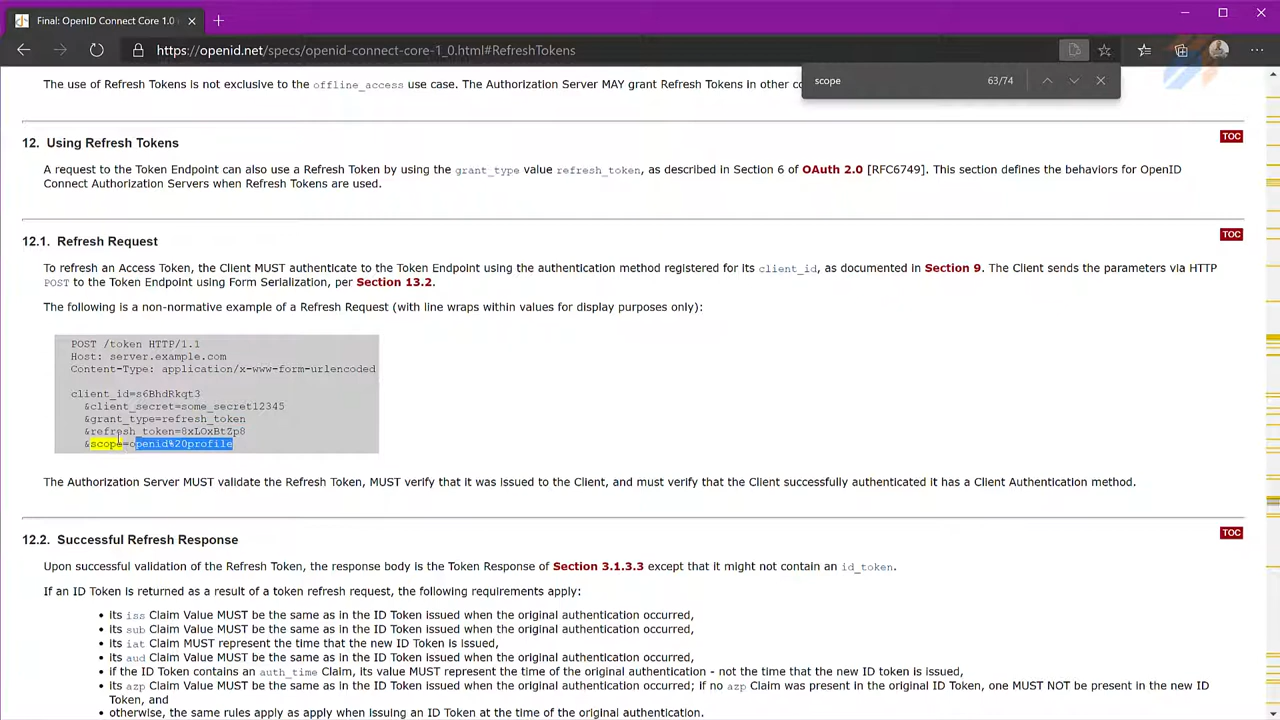 Final: OpenID Connect Core 1.0
https://openid.net/specs/openid-connect-core-1_0.html#RefreshTokens
scope
63/74
The use of Refresh Tokens is not exclusive to the offline_access use case. The Authorization Server MAY grant Refresh Tokens in other co
12. Using Refresh Tokens
TOC
A request to the Token Endpoint can also use a Refresh Token by using the grant_type value refresh_token, as described in Section 6 of OAuth 2.0 [RFC6749]. This section defines the behaviors for OpenID
Connect Authorization Servers when Refresh Tokens are used.
12.1. Refresh Request
TOC
To refresh an Access Token, the Client MUST authenticate to the Token Endpoint using the authentication method registered for its client_id, as documented in Section 9. The Client sends the parameters via HTTP
POST to the Token Endpoint using Form Serialization, per Section 13.2.
The following is a non-normative example of a Refresh Request (with line wraps within values for display purposes only):
POST /token HTTP/1.1
Host: server.example.com
Content-Type: application/x-www-form-urlencoded
client_id=s6BhdRkqt3
&client_secret=some_secret12345
&grant_type=refresh_token
&refresh_token=8xLOxBtZp8
&scope=openid%20profile
The Authorization Server MUST validate the Refresh Token, MUST verify that it was issued to the Client, and must verify that the Client successfully authenticated it has a Client Authentication method.
12.2. Successful Refresh Response
TOC
Upon successful validation of the Refresh Token, the response body is the Token Response of Section 3.1.3.3 except that it might not contain an id_token.
If an ID Token is returned as a result of a token refresh request, the following requirements apply:
• its iss Claim Value MUST be the same as in the ID Token issued when the original authentication occurred,
• its sub Claim Value MUST be the same as in the ID Token issued when the original authentication occurred,
• its iat Claim MUST represent the time that the new ID Token is issued,
• its aud Claim Value MUST be the same as in the ID Token issued when the original authentication occurred,
• if the ID Token contains an auth_time Claim, its value MUST represent the time of the original authentication - not the time that the new ID token is issued,
• its azp Claim Value MUST be the same as in the ID Token issued when the original authentication occurred; if no azp Claim was present in the original ID Token, one MUST NOT be present in the new ID
Token, and
• otherwise, the same rules apply as apply when issuing an ID Token at the time of the original authentication.